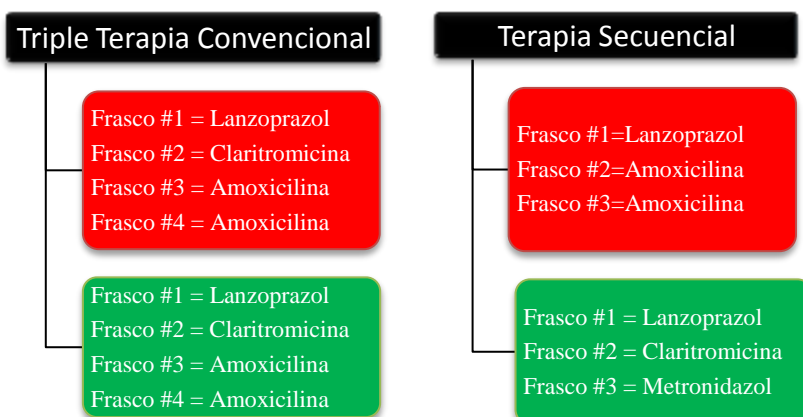 Triple Terapia Convencional
Frasco #1 = Lanzoprazol
Frasco #2 = Claritromicina
Frasco #3 = Amoxicilina
Frasco #4 = Amoxicilina
Frasco #1 = Lanzoprazol
Frasco #2 = Claritromicina
Frasco #3 = Amoxicilina
Frasco #4 = Amoxicilina
Terapia Secuencial
Frasco #1=Lanzoprazol
Frasco #2=Amoxicilina
Frasco #3=Amoxicilina
Frasco #1 = Lanzoprazol
Frasco #2 = Claritromicina
Frasco #3 = Metronidazol